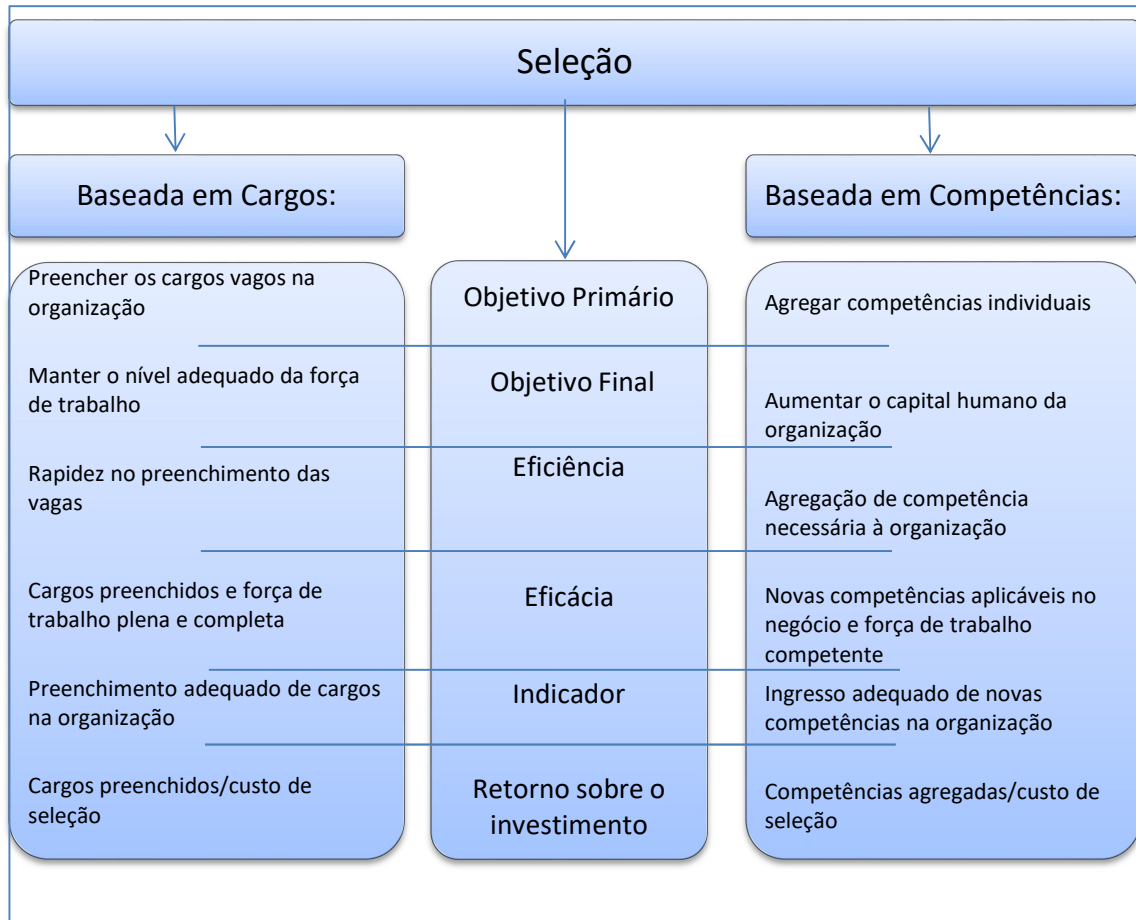 Seleção
Baseada em Cargos:
Baseada em Competências:
Preencher os cargos vagos na
organização
Objetivo Primário
Agregar competências individuais
Manter o nível adequado da força
de trabalho
Objetivo Final
Aumentar o capital humano da
organização
Rapidez no preenchimento das
vagas
Eficiência
Agregação de competência
necessária à organização
Cargos preenchidos e força de
trabalho plena e completa
Eficácia
Novas competências aplicáveis no
negócio e força de trabalho
competente
Preenchimento adequado de cargos
na organização
Indicador
Ingresso adequado de novas
competências na organização
Cargos preenchidos/custo de
seleção
Retorno sobre o
investimento
Competências agregadas/custo de
seleção